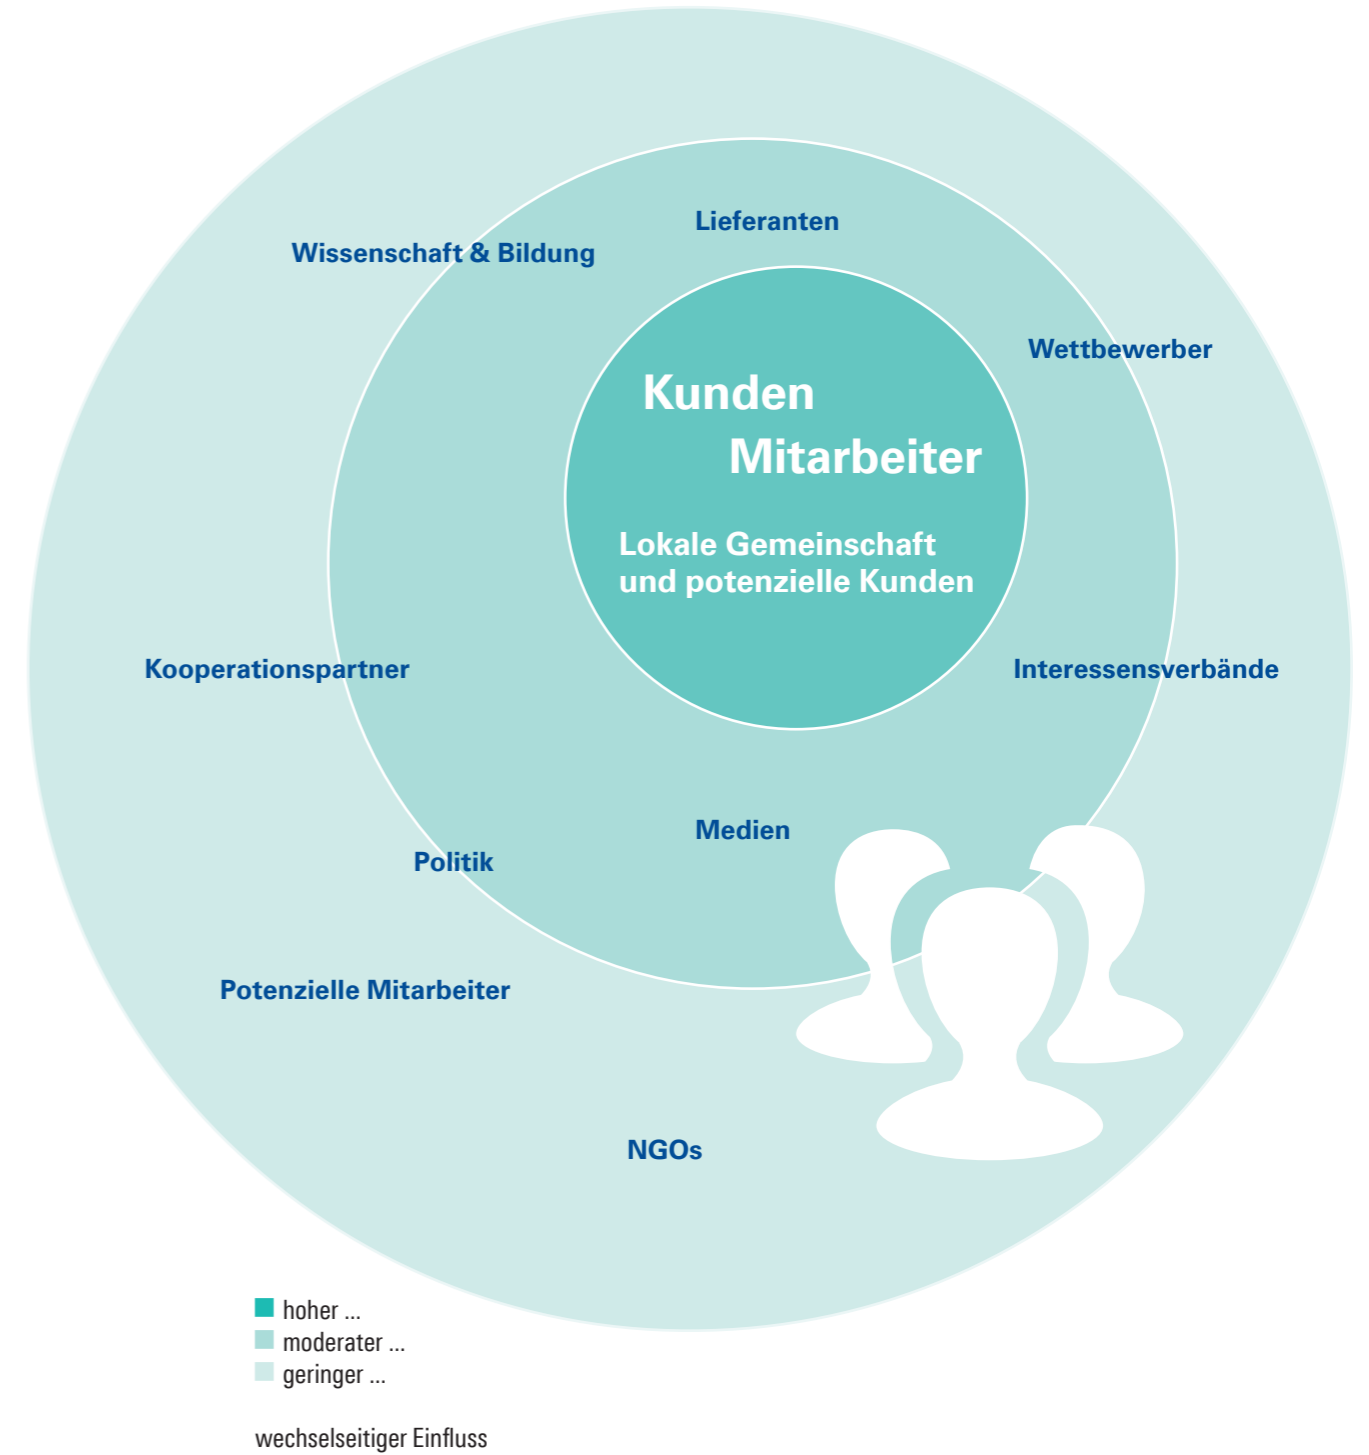 Lieferanten
Wissenschaft & Bildung
Wettbewerber
Kunden
Mitarbeiter
Lokale Gemeinschaft
und potenzielle Kunden
Kooperationspartner
Interessensverbände
Medien
Politik
Potenzielle Mitarbeiter
NGOs
hoher ...
moderater ...
geringer ...
wechselseitiger Einfluss